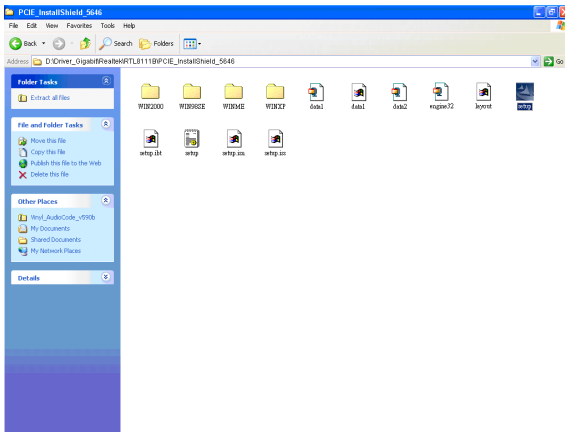 PCIE_InstallShield_5646
File Edit View Favorites Tools Help
Back Search Folders
Address D:\Driver_Gigabit\Realtek\RTL8111B\PCIE_InstallShield_5646 Go
Folder Tasks
Extract all files
File and Folder Tasks
Move this file
Copy this file
Publish this file to the Web
Delete this file
Other Places
Vinyl_AudioCode_v590b
My Documents
Shared Documents
My Network Places
Details
WIN2000 WIN98SE WINME WINXP data1 data1 data2 engine32 layout setup
setup.ibt setup setup.inx setup.iss